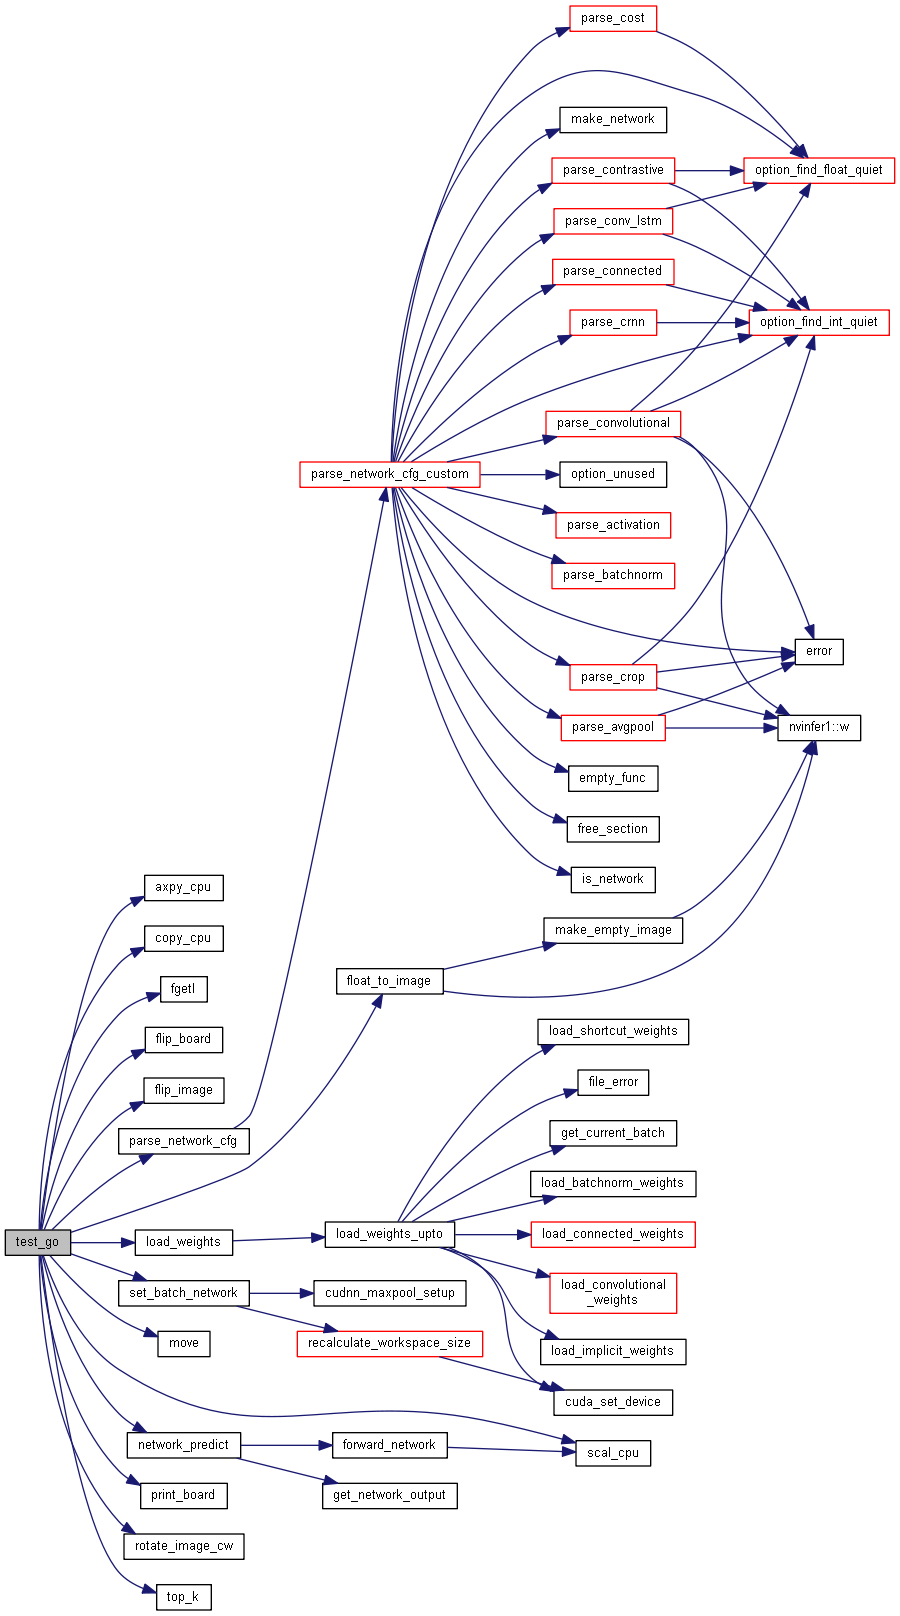 parse_cost
make_network
parse_contrastive
option_find_float_quiet
parse_conv_lstm
parse_connected
parse_crnn
option_find_int_quiet
parse_convolutional
parse_network_cfg_custom
option_unused
parse_activation
parse_batchnorm
error
parse_crop
parse_avgpool
nvinfer1::w
empty_func
free_section
is_network
axpy_cpu
make_empty_image
copy_cpu
float_to_image
fgetl
load_shortcut_weights
flip_board
file_error
flip_image
get_current_batch
parse_network_cfg
load_batchnorm_weights
test_go
load_weights
load_weights_upto
load_connected_weights
set_batch_network
cudnn_maxpool_setup
load_convolutional
_weights
move
recalculate_workspace_size
load_implicit_weights
cuda_set_device
network_predict
forward_network
scal_cpu
print_board
get_network_output
rotate_image_cw
top_k